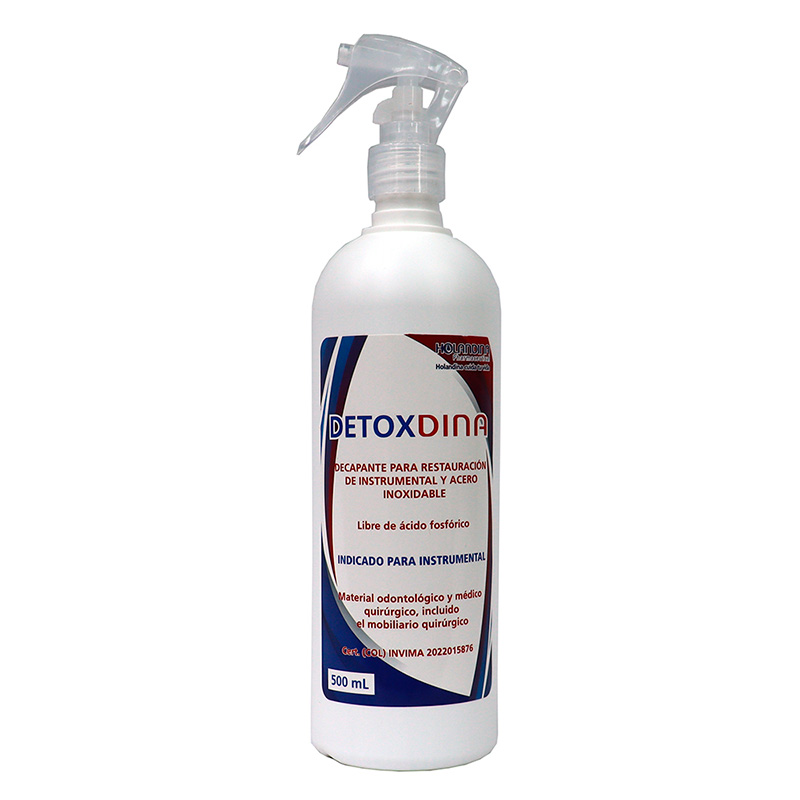 HOLANDINA
Pharmaceutical
Holandina cuida tu vida
DETOXDINA
DECAPANTE PARA RESTAURACIÓN
DE INSTRUMENTAL Y ACERO
INOXIDABLE
Libre de ácido fosfórico
INDICADO PARA INSTRUMENTAL
Material odontológico y médico
quirúrgico, incluido
el mobiliario quirúrgico
Cert. (COL) INVIMA 2022015876
500 mL